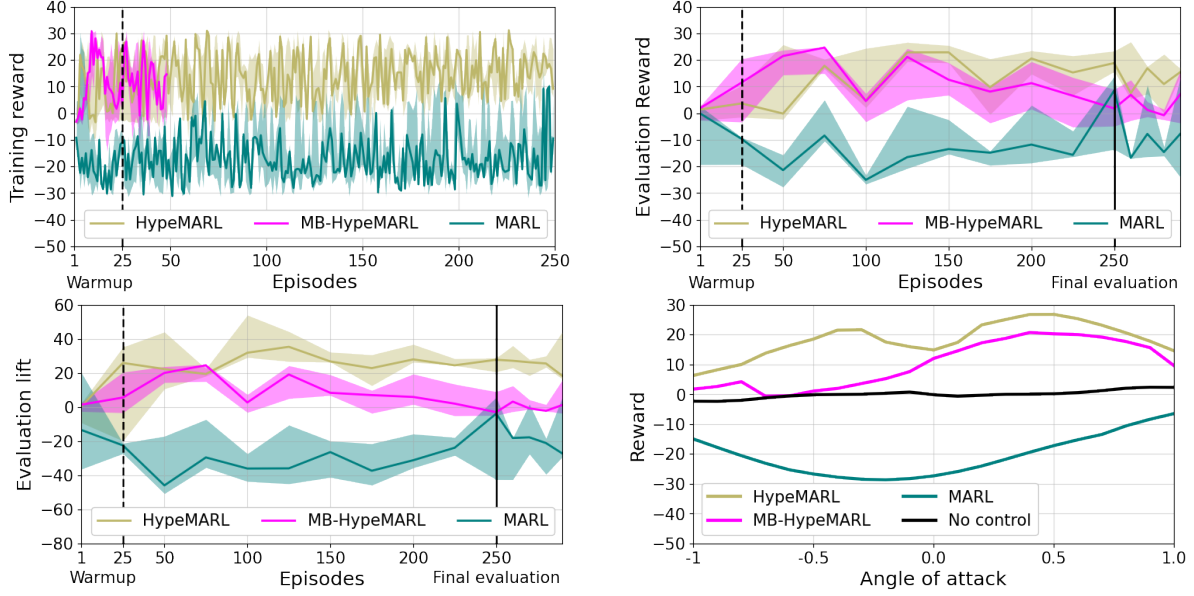 40
30
20
10
0
−10
−20
−30
−40
−50
Training reward
HypeMARL MB-HypeMARL MARL
1 25 50 100 150 200 250
Warmup Episodes
40
30
20
10
0
−10
−20
−30
−40
−50
Evaluation Reward
HypeMARL MB-HypeMARL MARL
1 25 50 100 150 200 250
Warmup Episodes Final evaluation
60
40
20
0
−20
−40
−60
−80
Evaluation lift
HypeMARL MB-HypeMARL MARL
1 25 50 100 150 200 250
Warmup Episodes Final evaluation
30
20
10
0
−10
−20
−30
−40
−50
Reward
HypeMARL MARL
MB-HypeMARL No control
-1 -0.5 0.0 0.5 1.0
Angle of attack